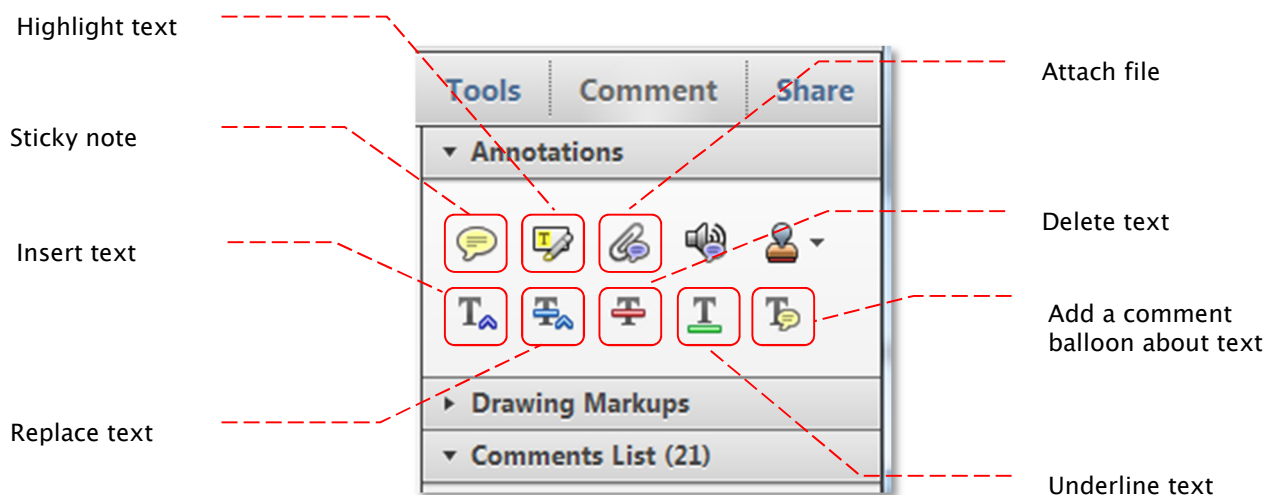 Highlight text
Attach file
Tools Comment Share
Sticky note
Annotations
Delete text
Insert text
Add a comment
balloon about text
Drawing Markups
Replace text
Comments List (21)
Underline text